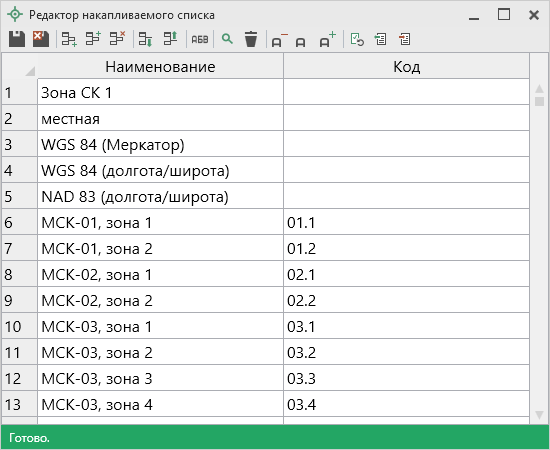 Редактор накапливаемого списка
АБВ А А А
Наименование Код
1 Зона СК 1
2 местная
3 WGS 84 (Меркатор)
4 WGS 84 (долгота/широта)
5 NAD 83 (долгота/широта)
6 МСК-01, зона 1 01.1
7 МСК-01, зона 2 01.2
8 МСК-02, зона 1 02.1
9 МСК-02, зона 2 02.2
10 МСК-03, зона 1 03.1
11 МСК-03, зона 2 03.2
12 МСК-03, зона 3 03.3
13 МСК-03, зона 4 03.4
Готово.